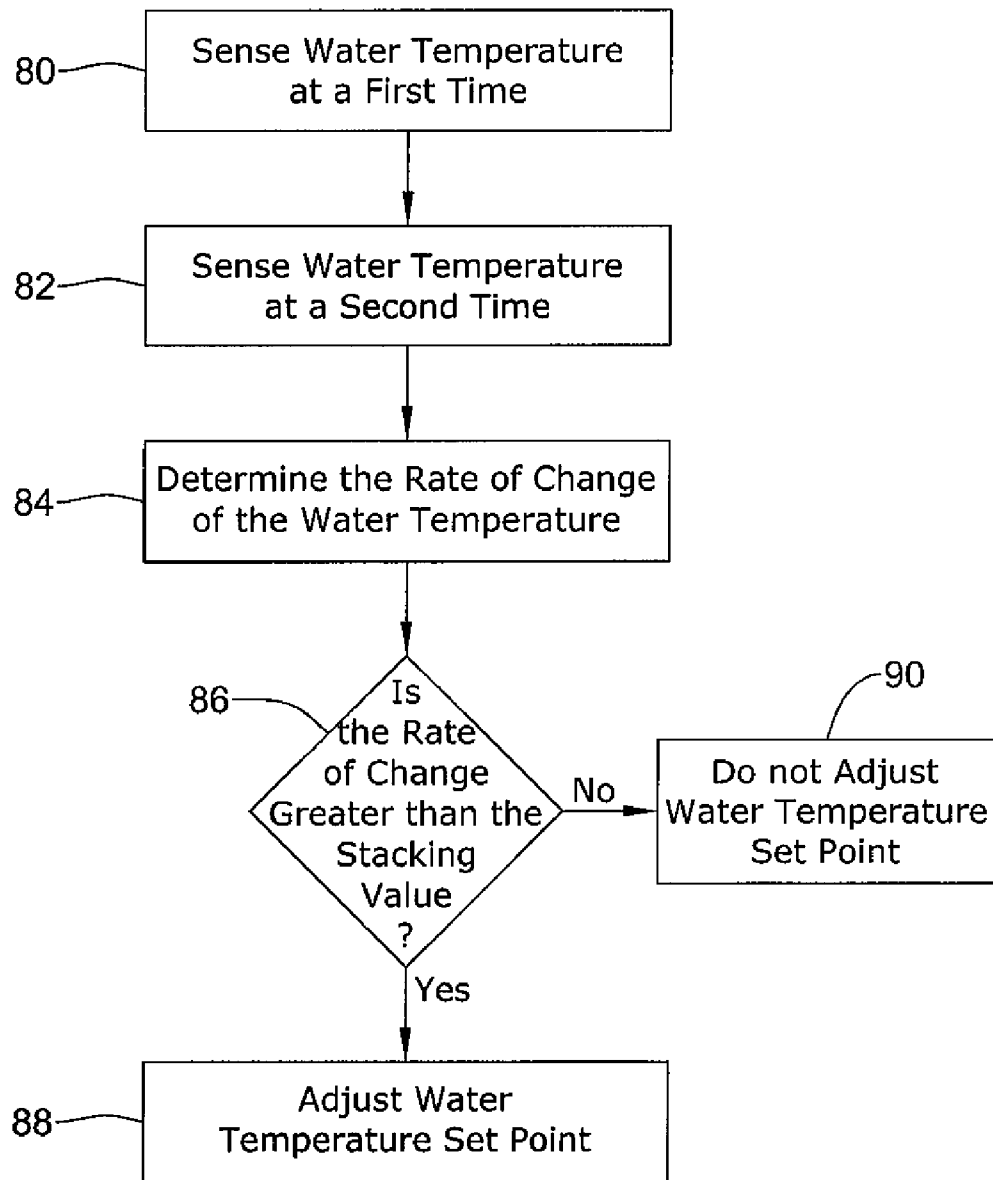 80
Sense Water Temperature
at a First Time
82
Sense Water Temperature
at a Second Time
84
Determine the Rate of Change
of the Water Temperature
86
Is
the Rate
of Change
Greater than the
Stacking
Value
?
No
90
Do not Adjust
Water Temperature
Set Point
Yes
88
Adjust Water
Temperature Set Point